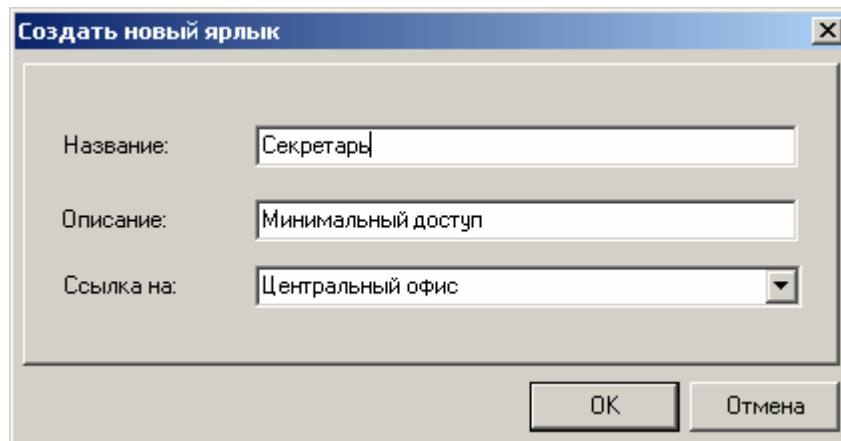 Создать новый ярлык
Название: Секретарь
Описание: Минимальный доступ
Ссылка на: Центральный офис
OK Отмена